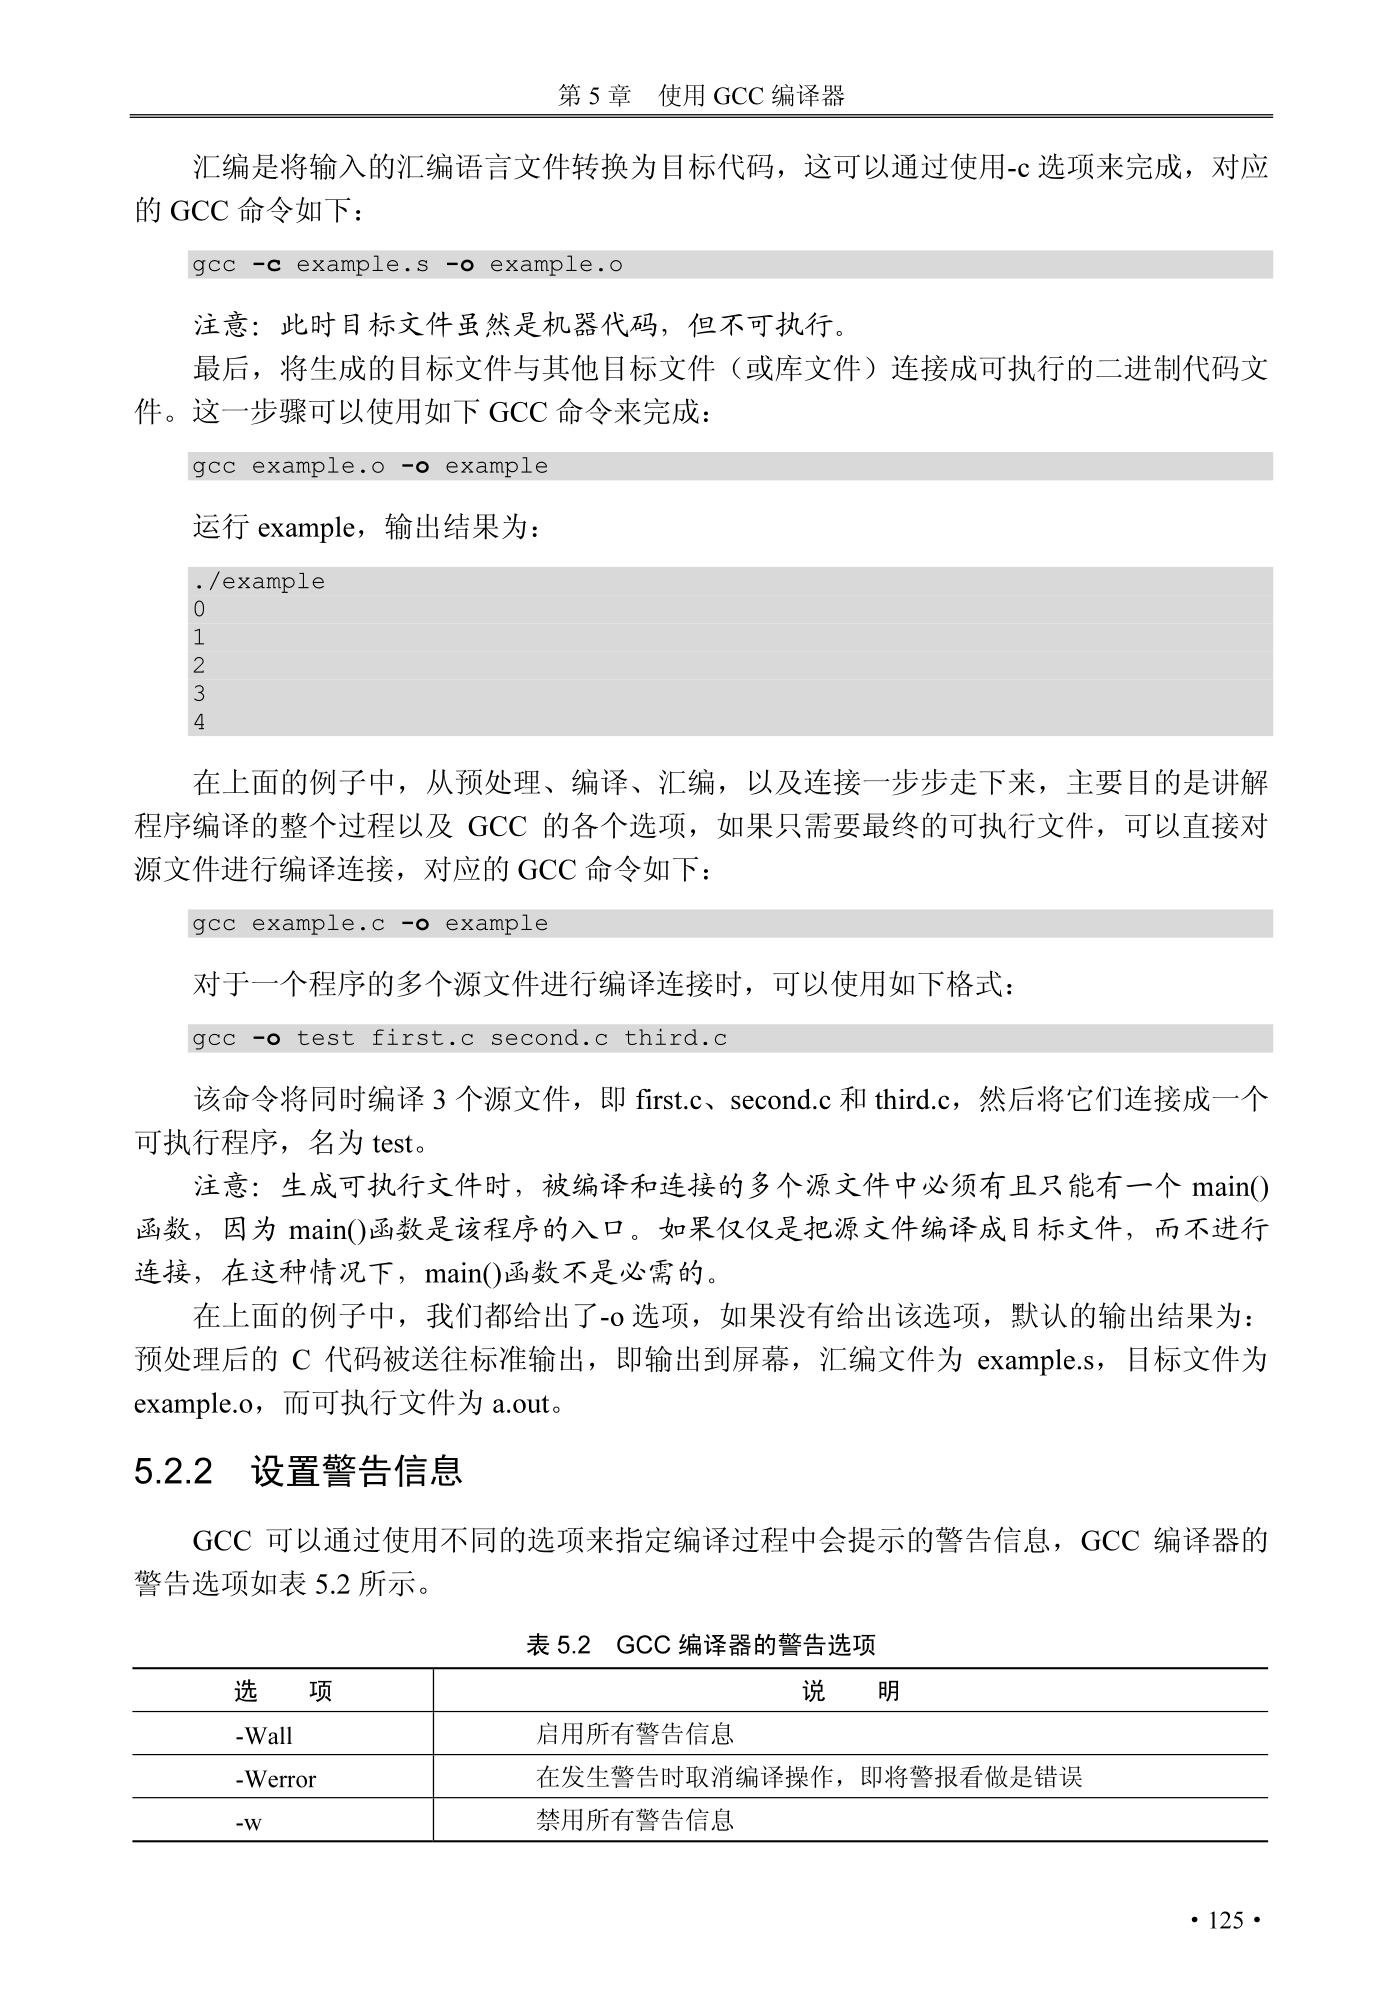 第 5 章　使用 GCC 编译器
汇编是将输入的汇编语言文件转换为目标代码，这可以通过使用-c 选项来完成，对应
的 GCC 命令如下：
gcc -c example.s -o example.o
注意：此时目标文件虽然是机器代码，但不可执行。
最后，将生成的目标文件与其他目标文件（或库文件）连接成可执行的二进制代码文
件。这一步骤可以使用如下 GCC 命令来完成：
gcc example.o -o example
运行 example，输出结果为：
./example
0
1
2
3
4
在上面的例子中，从预处理、编译、汇编，以及连接一步步走下来，主要目的是讲解
程序编译的整个过程以及 GCC 的各个选项，如果只需要最终的可执行文件，可以直接对
源文件进行编译连接，对应的 GCC 命令如下：
gcc example.c -o example
对于一个程序的多个源文件进行编译连接时，可以使用如下格式：
gcc -o test first.c second.c third.c
该命令将同时编译 3 个源文件，即 first.c、second.c 和 third.c，然后将它们连接成一个
可执行程序，名为 test。
注意：生成可执行文件时，被编译和连接的多个源文件中必须有且只能有一个 main()
函数，因为 main()函数是该程序的入口。如果仅仅是把源文件编译成目标文件，而不进行
连接，在这种情况下，main()函数不是必需的。
在上面的例子中，我们都给出了-o 选项，如果没有给出该选项，默认的输出结果为：
预处理后的 C 代码被送往标准输出，即输出到屏幕，汇编文件为 example.s，目标文件为
example.o，而可执行文件为 a.out。
5.2.2　设置警告信息
GCC 可以通过使用不同的选项来指定编译过程中会提示的警告信息，GCC 编译器的
警告选项如表 5.2 所示。
表 5.2　GCC 编译器的警告选项
选　　项　　说　　明
-Wall　　启用所有警告信息
-Werror　　在发生警告时取消编译操作，即将警报看做是错误
-w　　禁用所有警告信息
· 125 ·